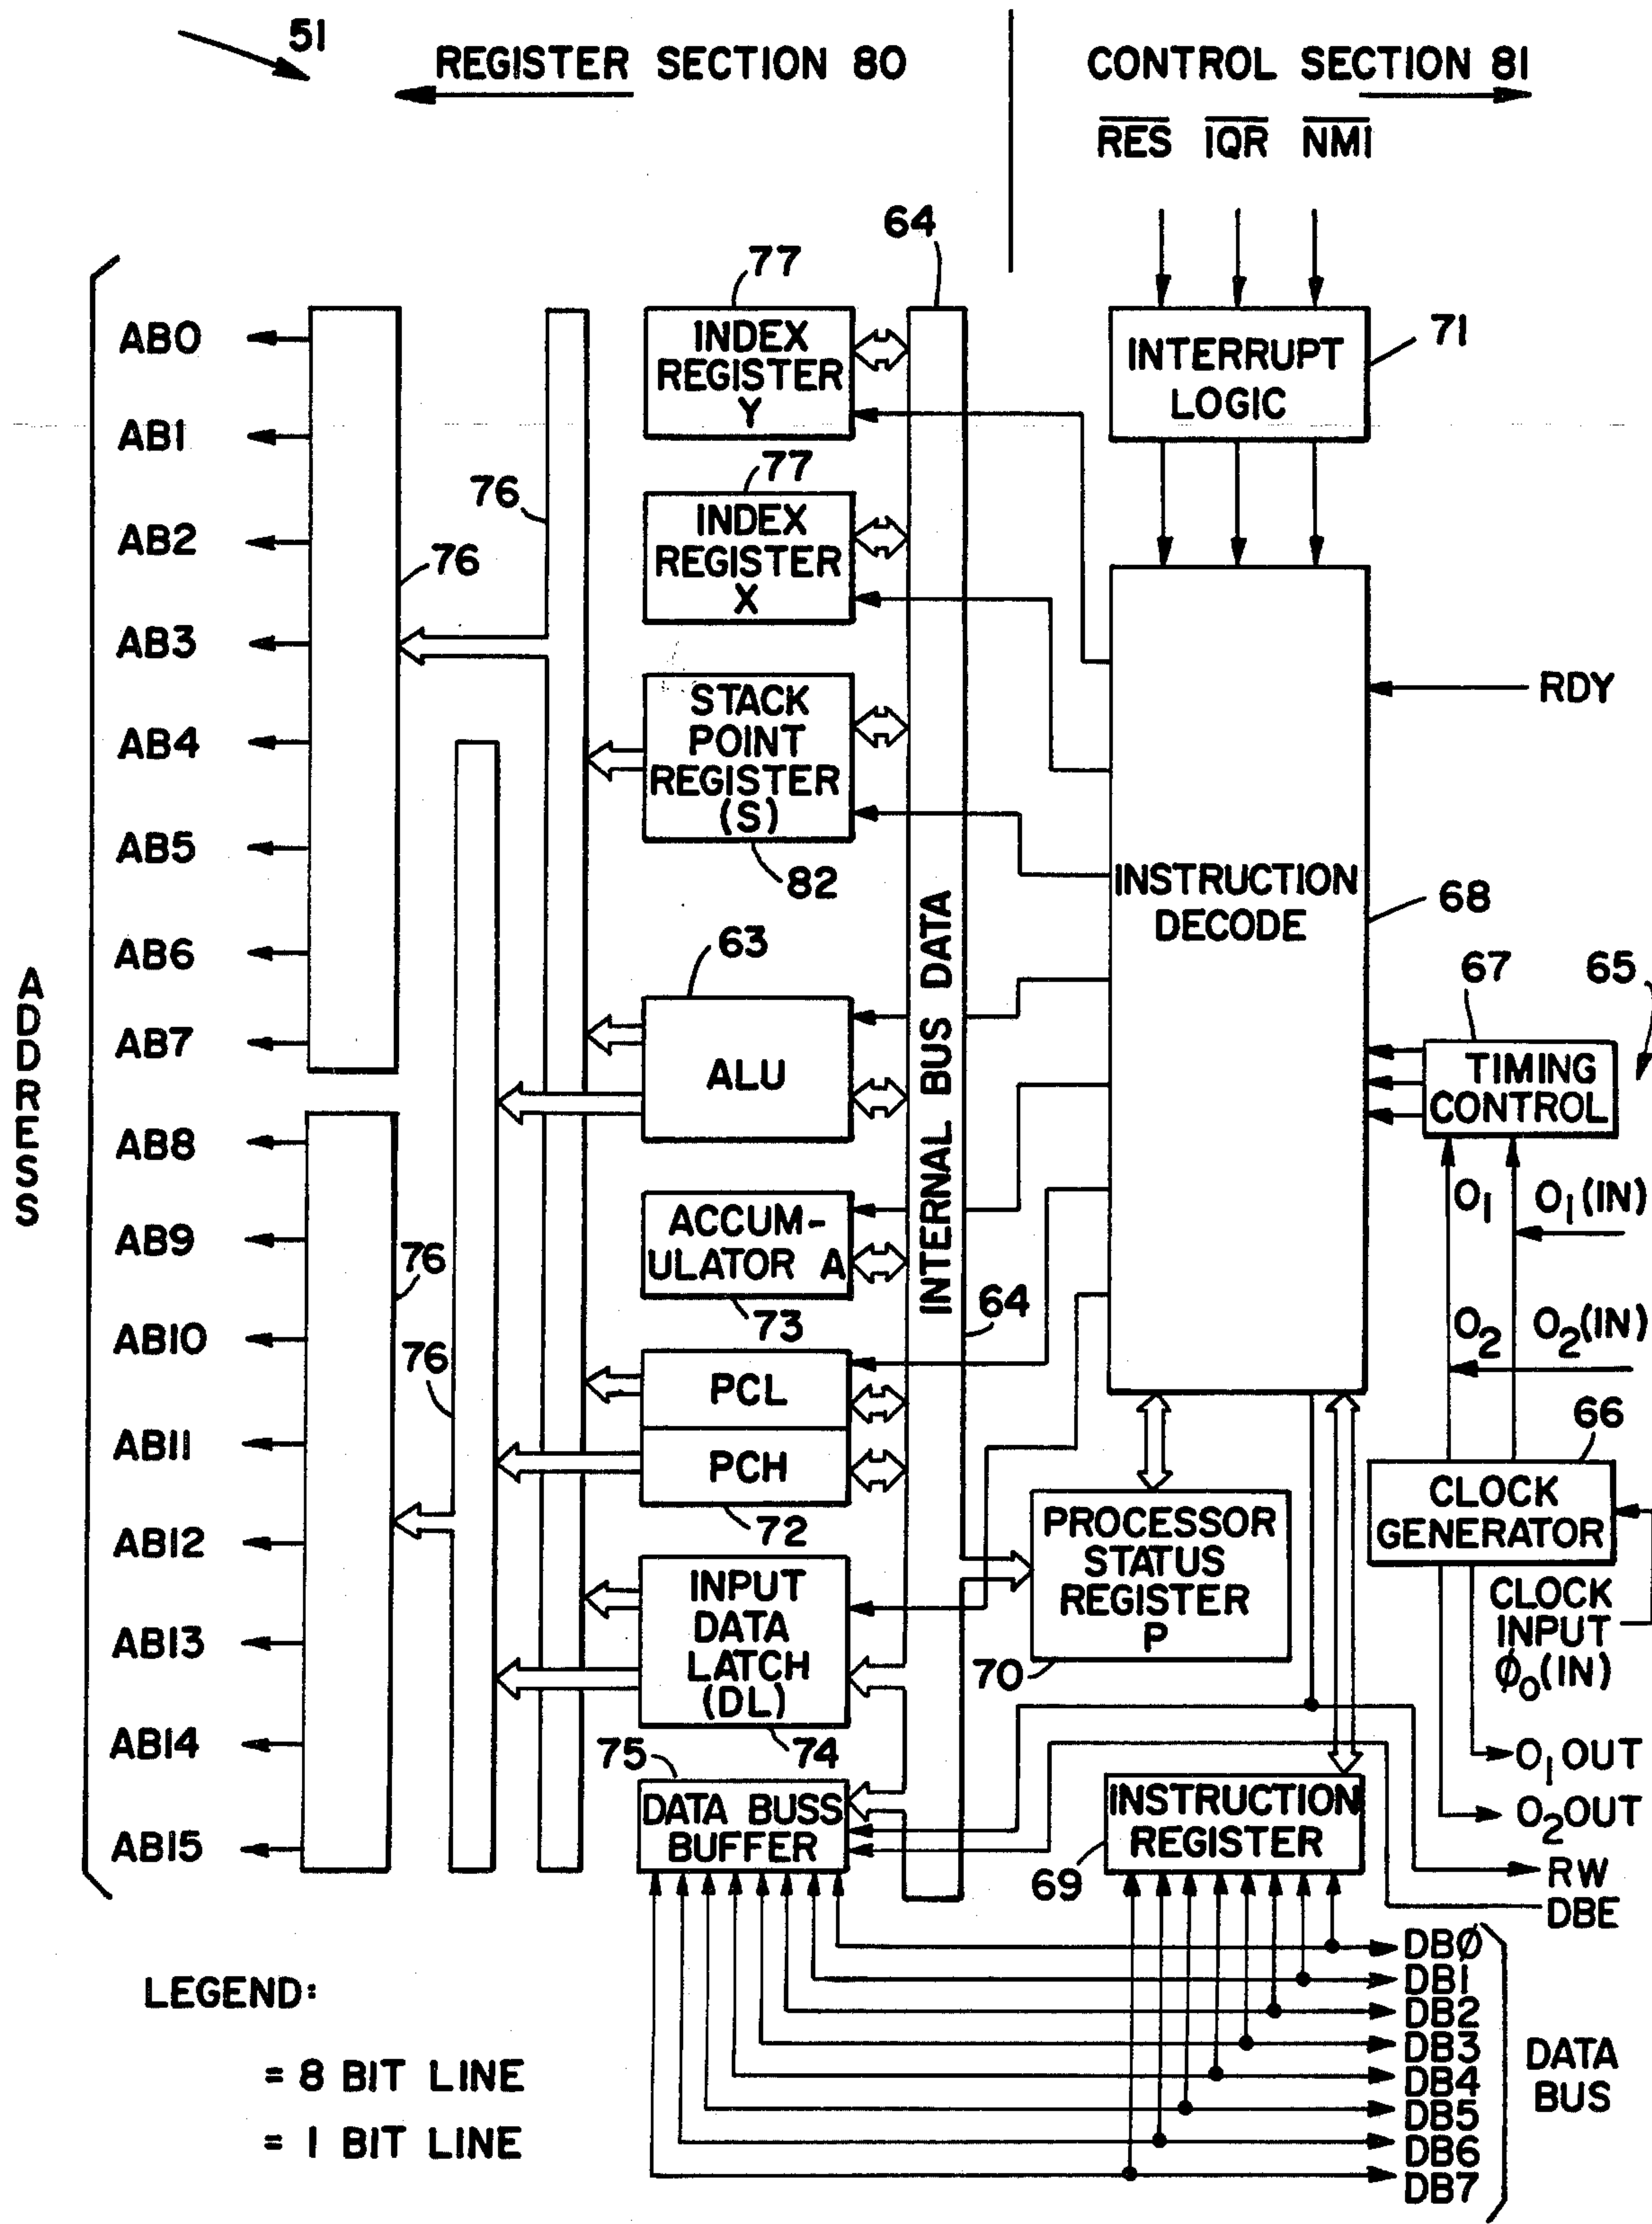 51
REGISTER SECTION 80
CONTROL SECTION 81
RES IQR NMI
64
77
INDEX
REGISTER
Y
INTERRUPT
LOGIC
71
77
INDEX
REGISTER
X
76
76
STACK
POINT
REGISTER
(S)
82
RDY
INSTRUCTION
DECODE
68
63
ALU
INTERNAL BUS DATA
67
65
TIMING
CONTROL
O1
O1(IN)
O2
O2(IN)
ACCUM-
ULATOR A
73
64
76
76
PCL
PCH
72
66
CLOCK
GENERATOR
CLOCK
INPUT
ϕ0(IN)
PROCESSOR
STATUS
REGISTER
P
70
INPUT
DATA
LATCH
(DL)
74
75
DATA BUSS
BUFFER
INSTRUCTION
REGISTER
69
O1OUT
O2OUT
RW
DBE
ADDRESS
AB0
AB1
AB2
AB3
AB4
AB5
AB6
AB7
AB8
AB9
AB10
AB11
AB12
AB13
AB14
AB15
DBØ
DB1
DB2
DB3
DB4
DB5
DB6
DB7
DATA
BUS
LEGEND:
= 8 BIT LINE
= 1 BIT LINE